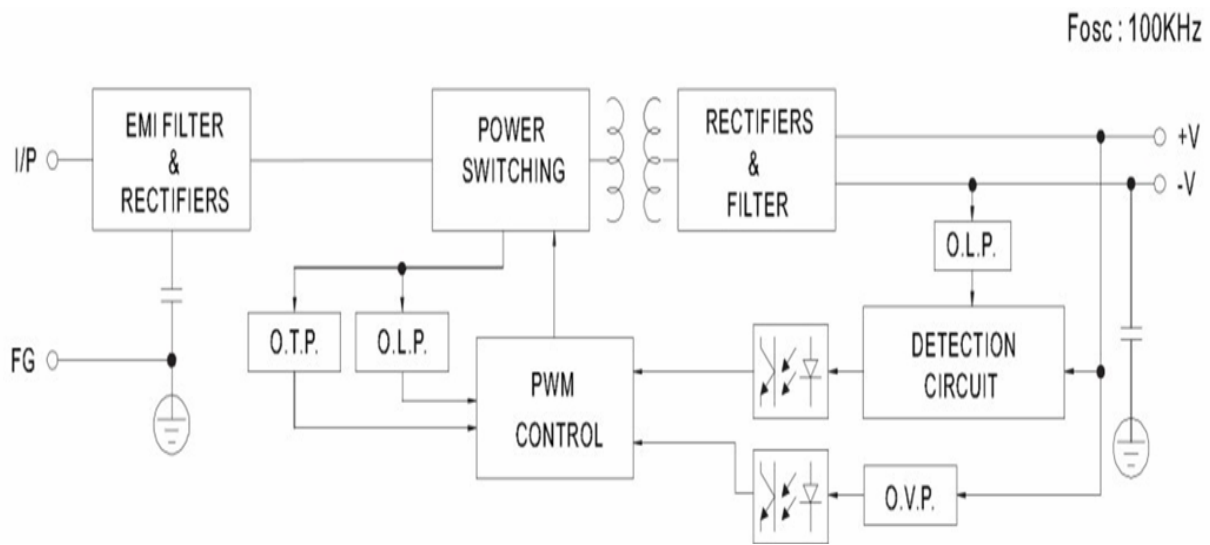 Fosc : 100KHz
I/P
EMI FILTER
&
RECTIFIERS
POWER
SWITCHING
RECTIFIERS
&
FILTER
+V
-V
O.L.P.
FG
O.T.P.
O.L.P.
PWM
CONTROL
DETECTION
CIRCUIT
O.V.P.